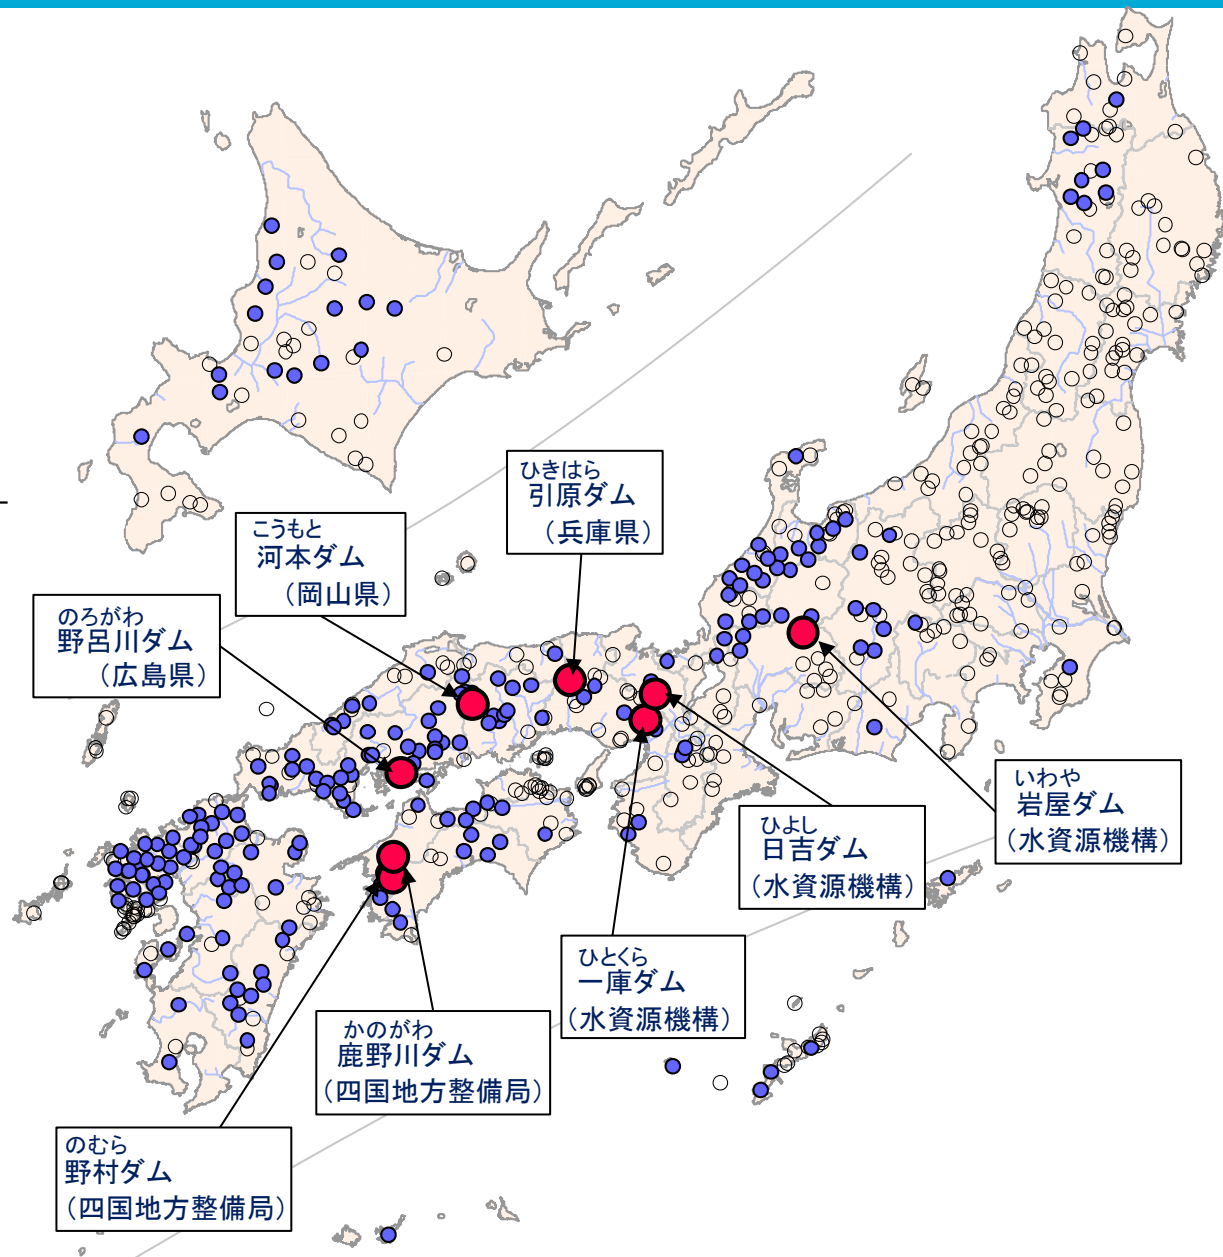 ひきはら
引原ダム
（兵庫県）
こうもと
河本ダム
（岡山県）
のろがわ
野呂川ダム
（広島県）
いわや
岩屋ダム
（水資源機構）
ひよし
日吉ダム
（水資源機構）
ひとくら
一庫ダム
（水資源機構）
かのがわ
鹿野川ダム
（四国地方整備局）
のむら
野村ダム
（四国地方整備局）